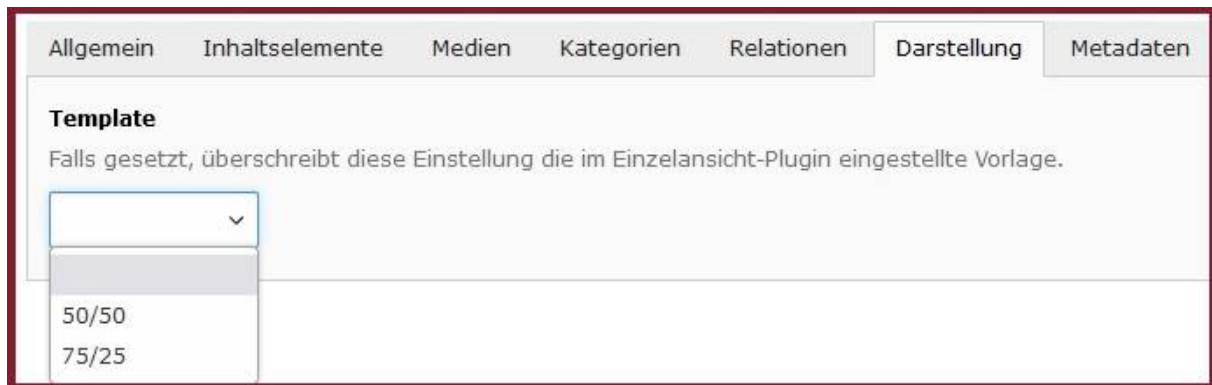 Allgemein Inhaltselemente Medien Kategorien Relationen Darstellung Metadaten
Template
Falls gesetzt, überschreibt diese Einstellung die im Einzelansicht-Plugin eingestellte Vorlage.
50/50
75/25